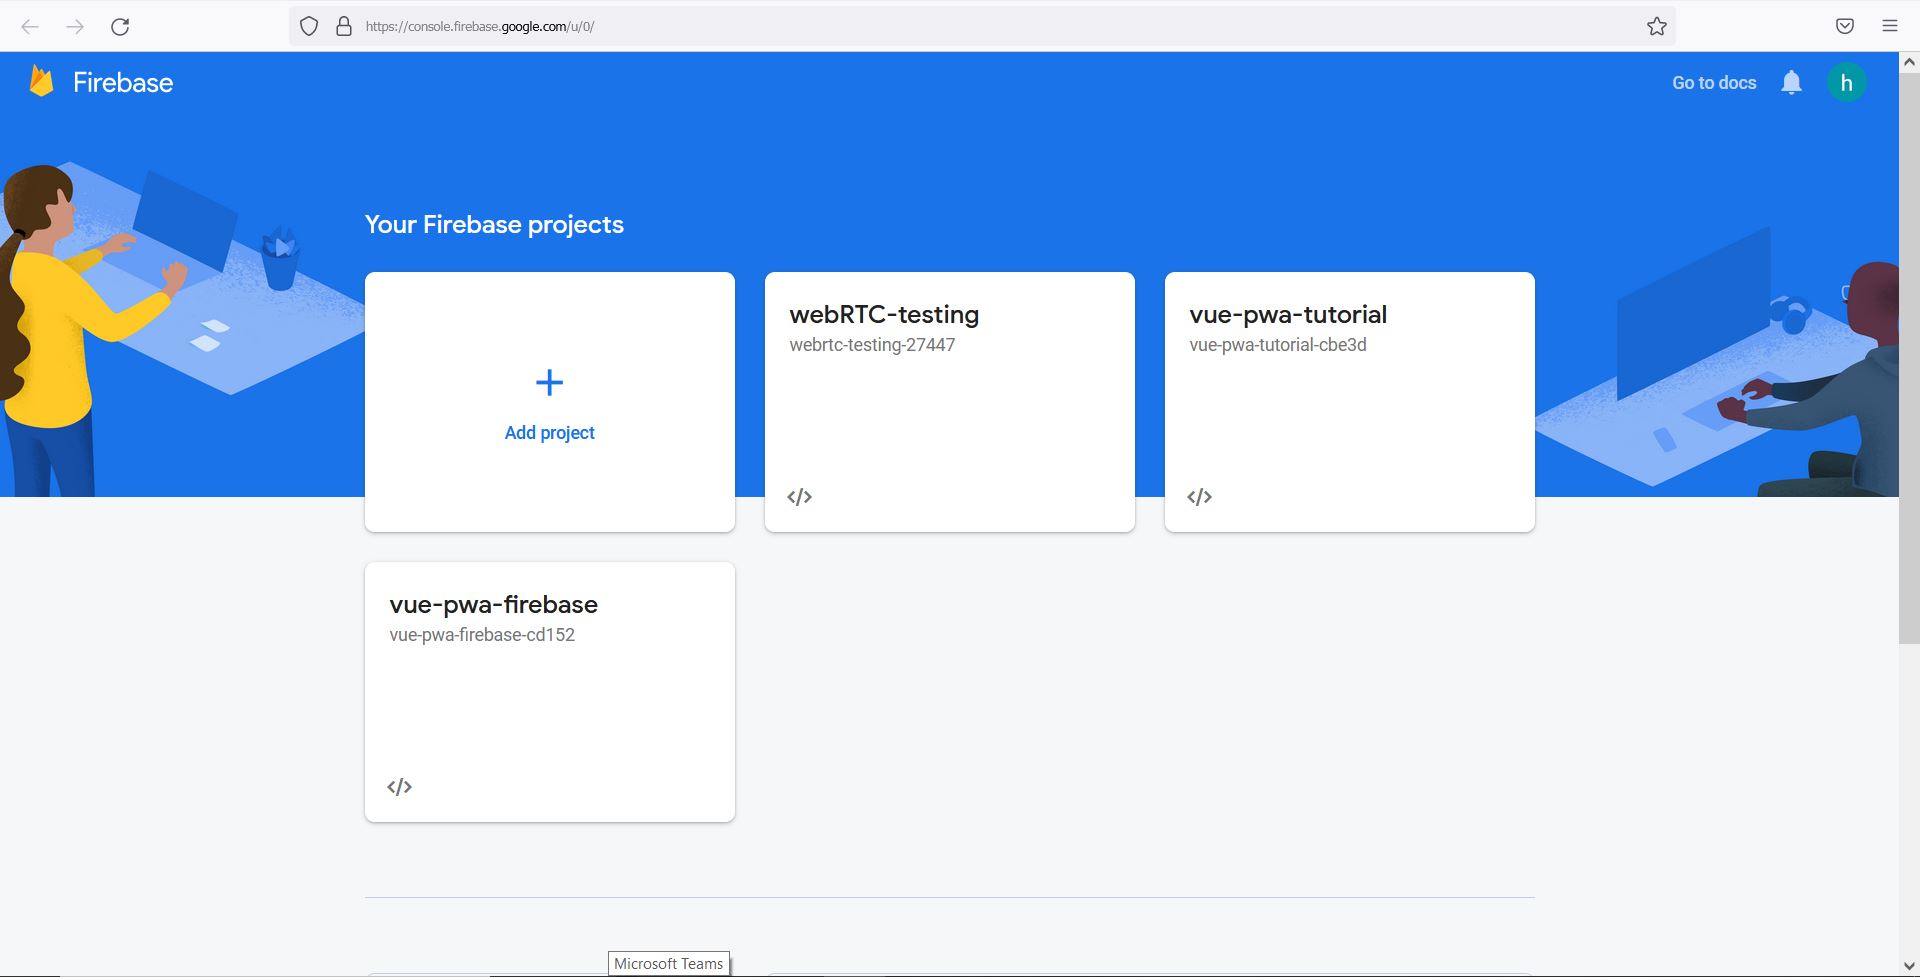 https://console.firebase.google.com/u/0/
Firebase
Go to docs
h
Your Firebase projects
Add project
webRTC-testing
webrtc-testing-27447
</>
vue-pwa-tutorial
vue-pwa-tutorial-cbe3d
</>
vue-pwa-firebase
vue-pwa-firebase-cd152
</>
Microsoft Teams